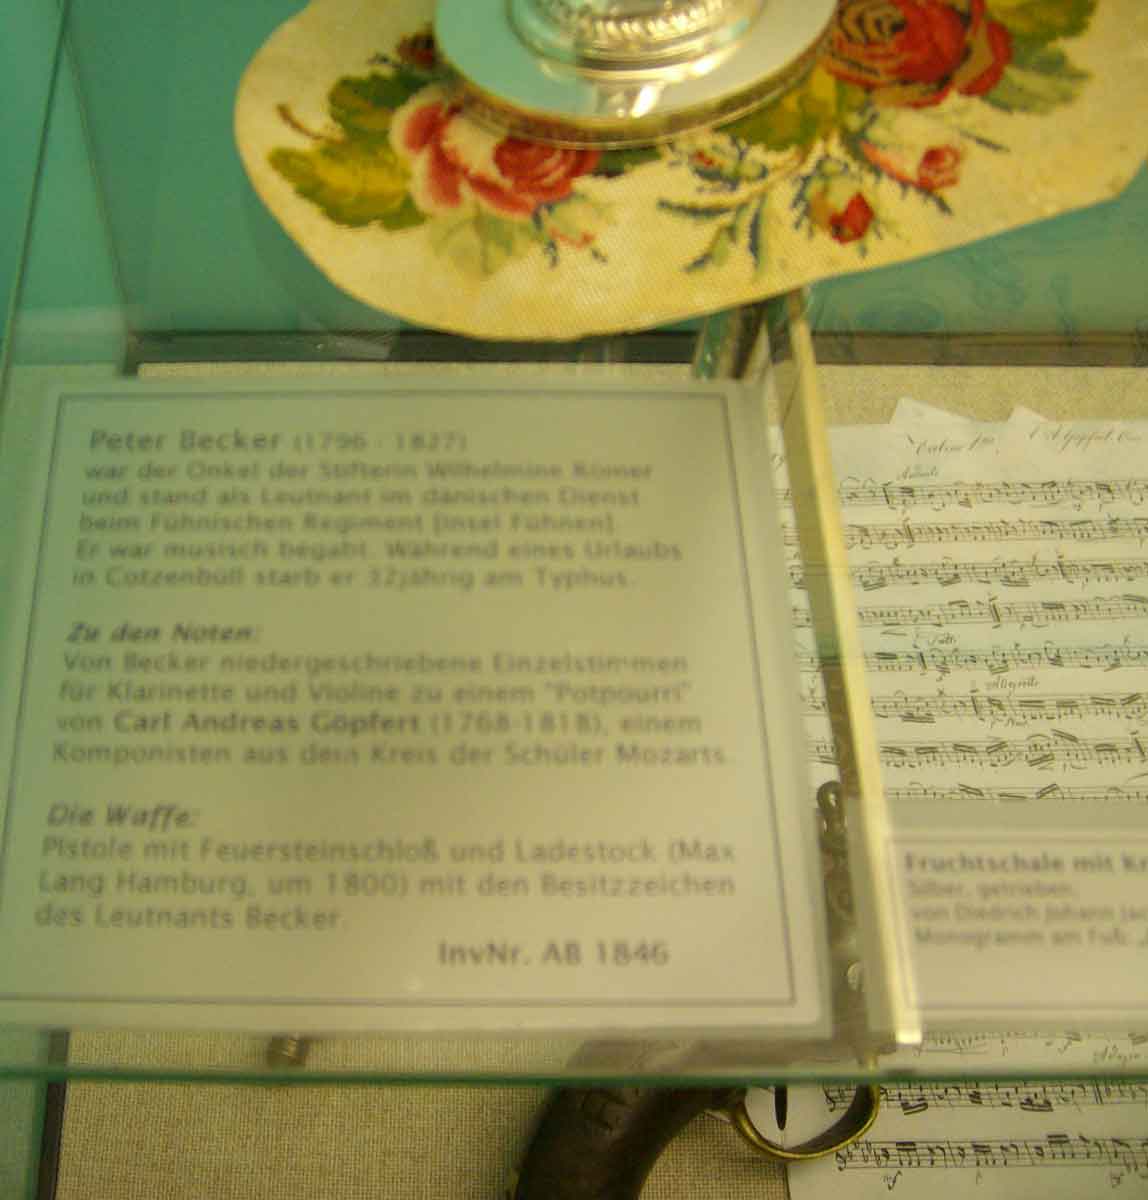 Peter Becker (1796 - 1827)
war der Onkel der Stifterin Wilhelmine Römer
und stand als Leutnant im dänischen Dienst
beim Fühnischen Regiment [Insel Fühnen].
Er war musisch begabt. Während eines Urlaubs
in Cotzenbüll starb er 32jährig am Typhus.
Zu den Noten:
Von Becker niedergeschriebene Einzelstimmen
für Klarinette und Violine zu einem "Potpourri"
von Carl Andreas Göpfert (1768-1818), einem
Komponisten aus dem Kreis der Schüler Mozarts.
Die Waffe:
Pistole mit Feuersteinschloß und Ladestock (Max
Lang Hamburg, um 1800) mit den Besitzzeichen
des Leutnants Becker.
InvNr. AB 1846
Fruchtschale mit
Silber, getrieben,
von Diedrich Johann
Monogramm am Fuß.